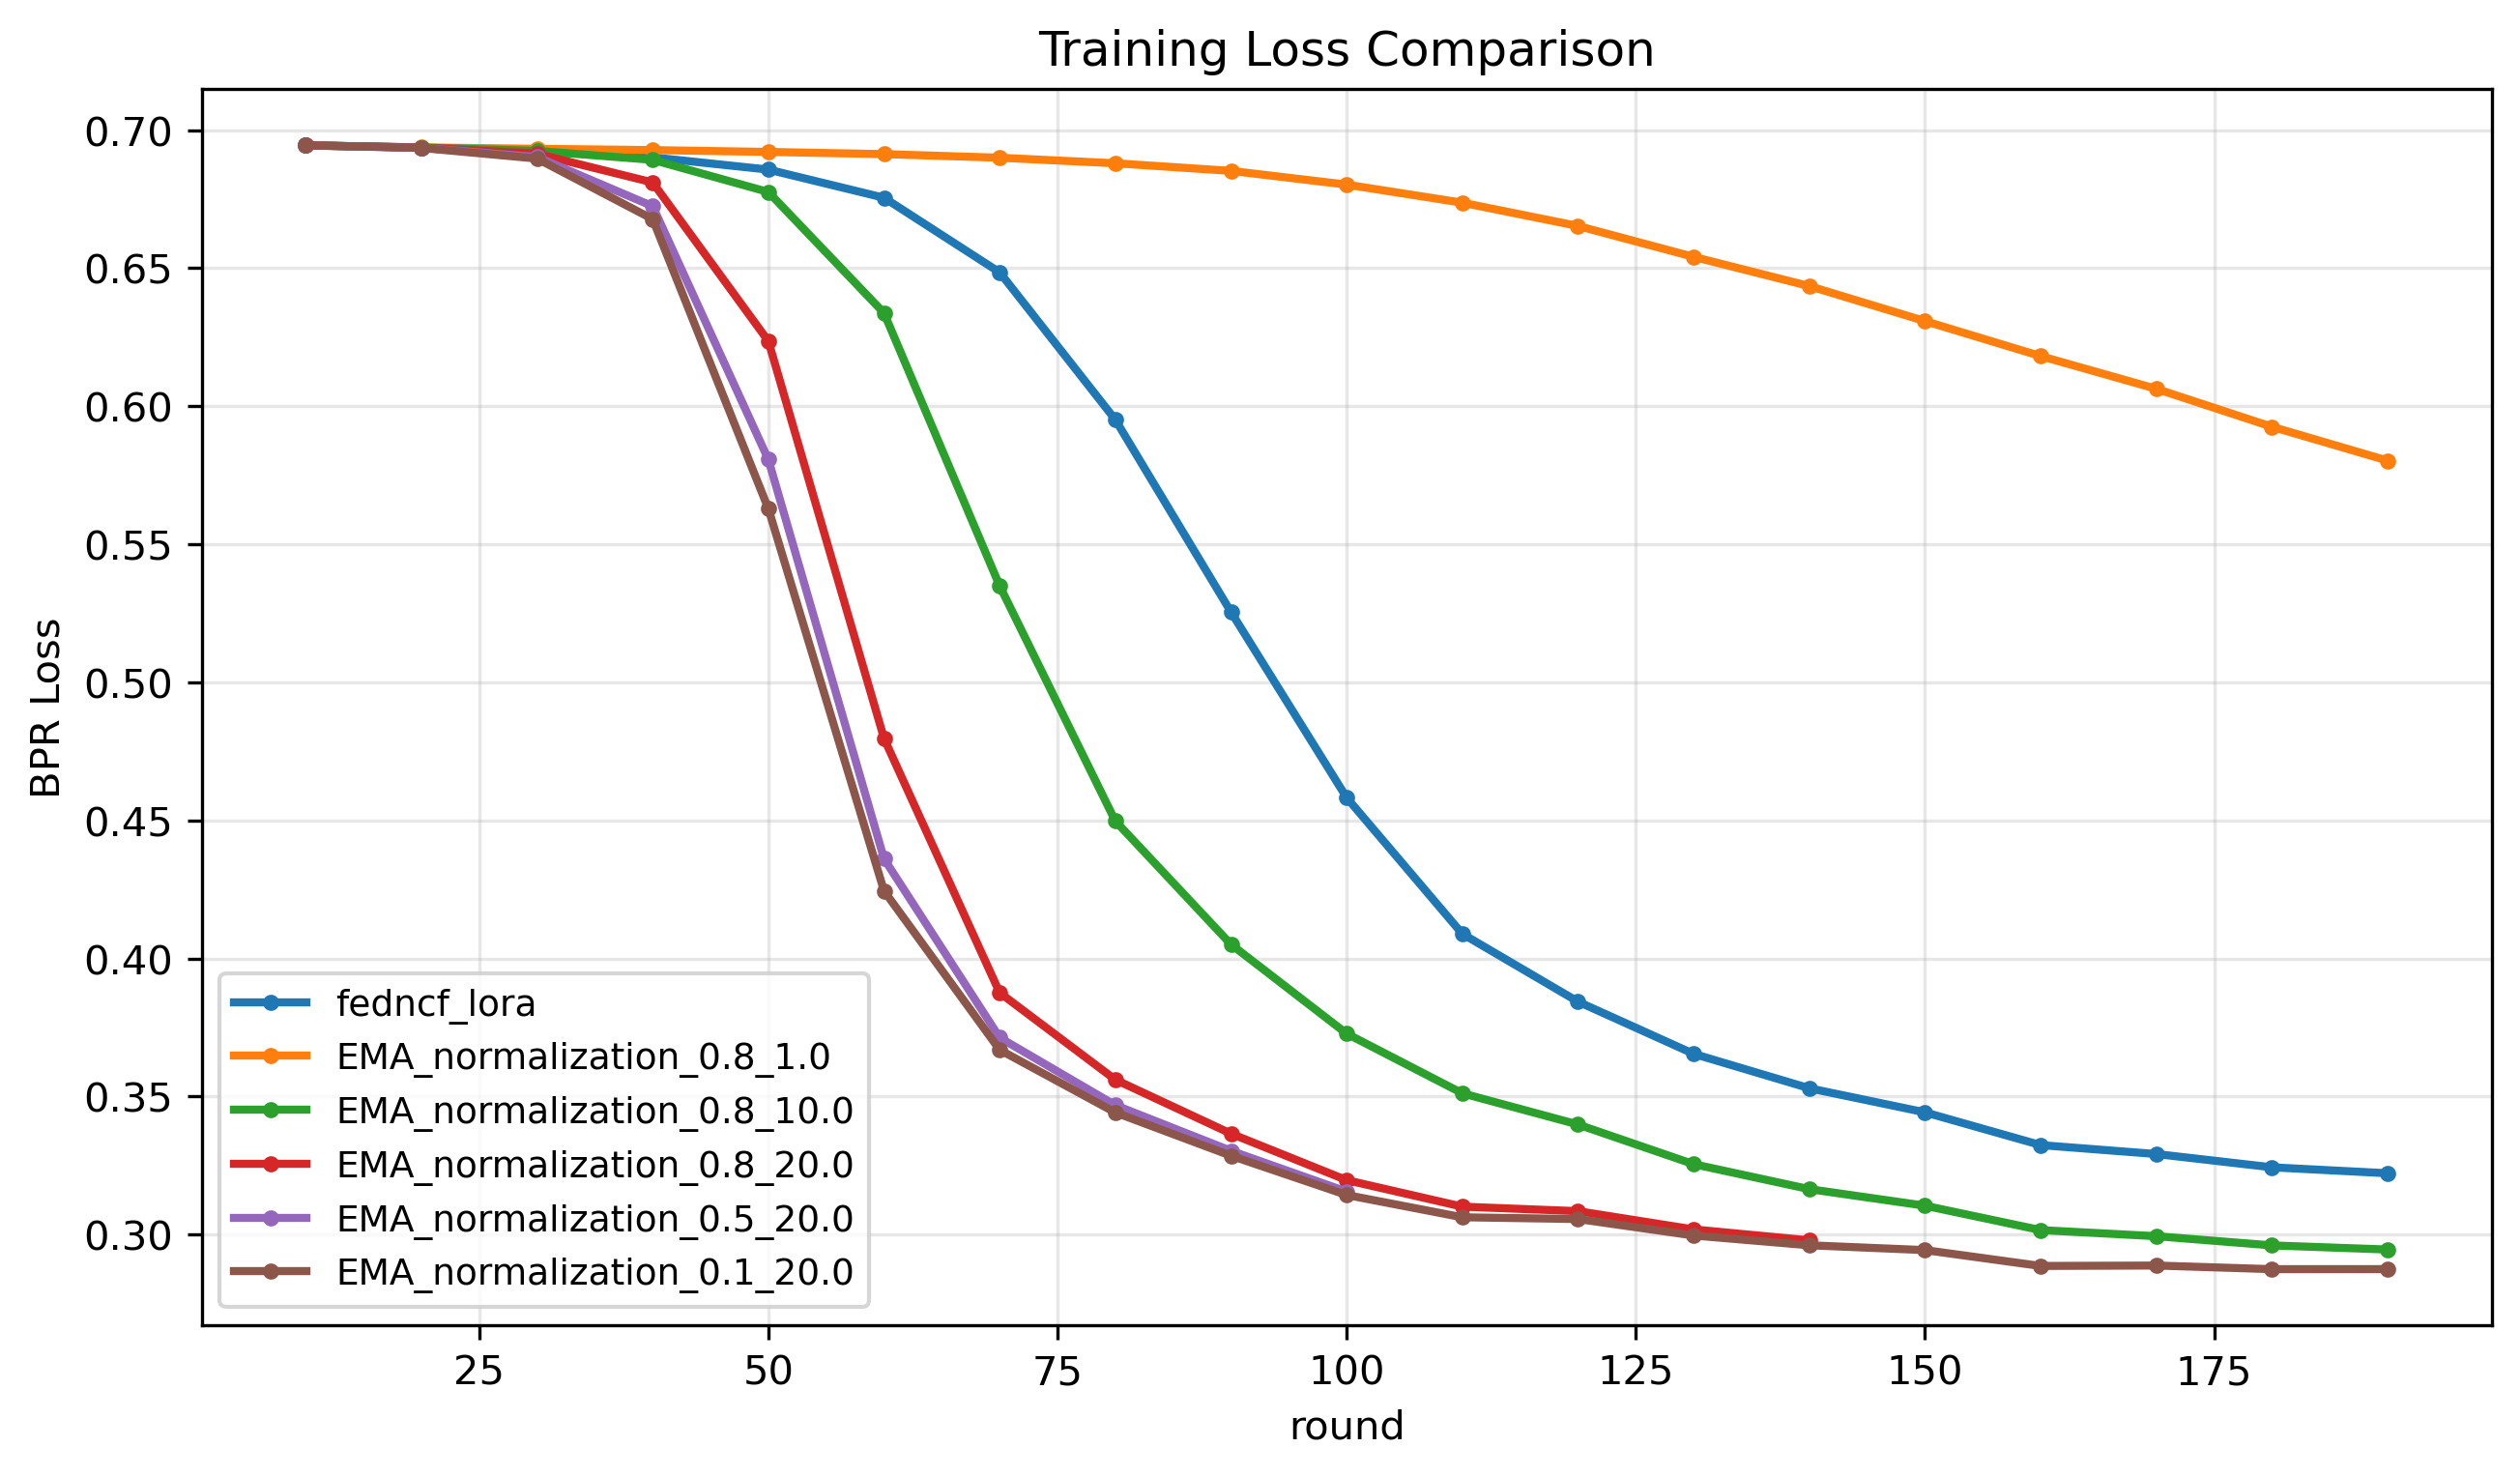 Training Loss Comparison
BPR Loss
0.70
0.65
0.60
0.55
0.50
0.45
0.40
0.35
0.30
fedncf_lora
EMA_normalization_0.8_1.0
EMA_normalization_0.8_10.0
EMA_normalization_0.8_20.0
EMA_normalization_0.5_20.0
EMA_normalization_0.1_20.0
25 50 75 100 125 150 175
round